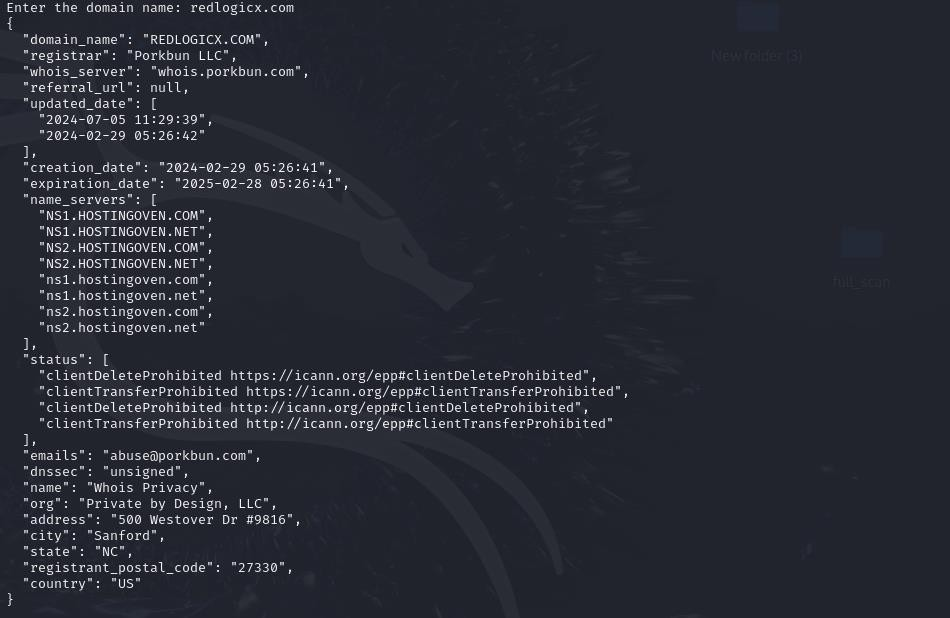 Enter the domain name: redlogicx.com
{
  "domain_name": "REDLOGICX.COM",
  "registrar": "Porkbun LLC",
  "whois_server": "whois.porkbun.com",
  "referral_url": null,
  "updated_date": [
    "2024-07-05 11:29:39",
    "2024-02-29 05:26:42"
  ],
  "creation_date": "2024-02-29 05:26:41",
  "expiration_date": "2025-02-28 05:26:41",
  "name_servers": [
    "NS1.HOSTINGOVEN.COM",
    "NS1.HOSTINGOVEN.NET",
    "NS2.HOSTINGOVEN.COM",
    "NS2.HOSTINGOVEN.NET",
    "ns1.hostingoven.com",
    "ns1.hostingoven.net",
    "ns2.hostingoven.com",
    "ns2.hostingoven.net"
  ],
  "status": [
    "clientDeleteProhibited https://icann.org/epp#clientDeleteProhibited",
    "clientTransferProhibited https://icann.org/epp#clientTransferProhibited",
    "clientDeleteProhibited http://icann.org/epp#clientDeleteProhibited",
    "clientTransferProhibited http://icann.org/epp#clientTransferProhibited"
  ],
  "emails": "abuse@porkbun.com",
  "dnssec": "unsigned",
  "name": "Whois Privacy",
  "org": "Private by Design, LLC",
  "address": "500 Westover Dr #9816",
  "city": "Sanford",
  "state": "NC",
  "registrant_postal_code": "27330",
  "country": "US"
}
New folder (3)
full_scan